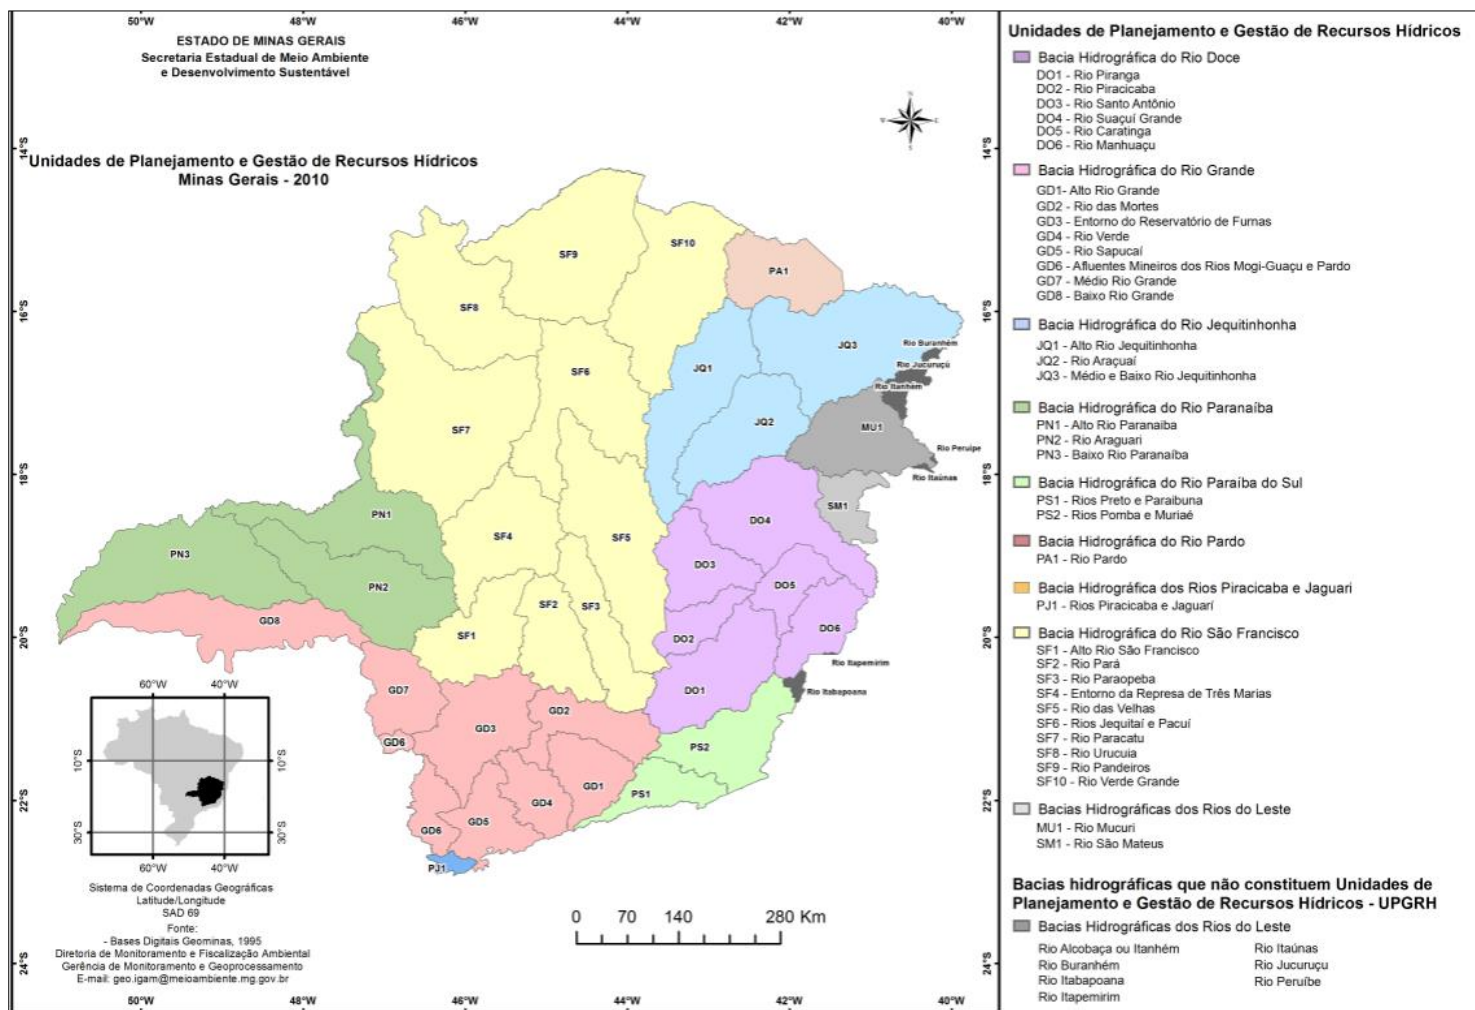 50°W
48°W
46°W
44°W
42°W
40°W
ESTADO DE MINAS GERAIS
Secretaria Estadual de Meio Ambiente
e Desenvolvimento Sustentável
N
E
S
14°S
14°S
Unidades de Planejamento e Gestão de Recursos Hídricos
Minas Gerais - 2010
SF9
SF10
PA1
SF8
16°S
16°S
JQ3
Rio Buranhém
Rio Jucuruçú
SF6
JQ1
Rio Itanhém
SF7
JQ2
MU1
Rio Peruípe
18°S
Rio Itaúnas
18°S
SM1
PN1
DO4
SF4
SF5
PN3
DO3
DO5
PN2
SF2
SF3
GD8
SF1
DO2
DO6
20°S
20°S
Rio Itapemirim
GD7
DO1
Rio Itabapoana
GD2
GD3
GD6
PS2
GD1
PS1
GD4
GD5
GD6
22°S
22°S
PJ1
60°W
40°W
10°S
10°S
30°S
30°S
60°W
40°W
Sistema de Coordenadas Geográficas
Latitude/Longitude
SAD 69
Fonte:
- Bases Digitais Geominas, 1995
Diretoria de Monitoramento e Fiscalização Ambiental
Gerência de Monitoramento e Geoprocessamento
E-mail: geo.igam@meioambiente.mg.gov.br
0 70 140 280 Km
24°S
24°S
50°W
48°W
46°W
44°W
42°W
40°W
Unidades de Planejamento e Gestão de Recursos Hídricos
Bacia Hidrográfica do Rio Doce
DO1 - Rio Piranga
DO2 - Rio Piracicaba
DO3 - Rio Santo Antônio
DO4 - Rio Suaçuí Grande
DO5 - Rio Caratinga
DO6 - Rio Manhuaçu
Bacia Hidrográfica do Rio Grande
GD1- Alto Rio Grande
GD2 - Rio das Mortes
GD3 - Entorno do Reservatório de Furnas
GD4 - Rio Verde
GD5 - Rio Sapucaí
GD6 - Afluentes Mineiros dos Rios Mogi-Guaçu e Pardo
GD7 - Médio Rio Grande
GD8 - Baixo Rio Grande
Bacia Hidrográfica do Rio Jequitinhonha
JQ1 - Alto Rio Jequitinhonha
JQ2 - Rio Araçuaí
JQ3 - Médio e Baixo Rio Jequitinhonha
Bacia Hidrográfica do Rio Paranaíba
PN1 - Alto Rio Paranaiba
PN2 - Rio Araguari
PN3 - Baixo Rio Paranaíba
Bacia Hidrográfica do Rio Paraíba do Sul
PS1 - Rios Preto e Paraibuna
PS2 - Rios Pomba e Muriaé
Bacia Hidrográfica do Rio Pardo
PA1 - Rio Pardo
Bacia Hidrográfica dos Rios Piracicaba e Jaguari
PJ1 - Rios Piracicaba e Jaguarí
Bacia Hidrográfica do Rio São Francisco
SF1 - Alto Rio São Francisco
SF2 - Rio Pará
SF3 - Rio Paraopeba
SF4 - Entorno da Represa de Três Marias
SF5 - Rio das Velhas
SF6 - Rios Jequitaí e Pacuí
SF7 - Rio Paracatu
SF8 - Rio Urucuia
SF9 - Rio Pandeiros
SF10 - Rio Verde Grande
Bacias Hidrográficas dos Rios do Leste
MU1 - Rio Mucuri
SM1 - Rio São Mateus
Bacias hidrográficas que não constituem Unidades de
Planejamento e Gestão de Recursos Hídricos - UPGRH
Bacias Hidrográficas dos Rios do Leste
Rio Alcobaça ou Itanhém
Rio Buranhém
Rio Itabapoana
Rio Itapemirim
Rio Itaúnas
Rio Jucuruçu
Rio Peruíbe